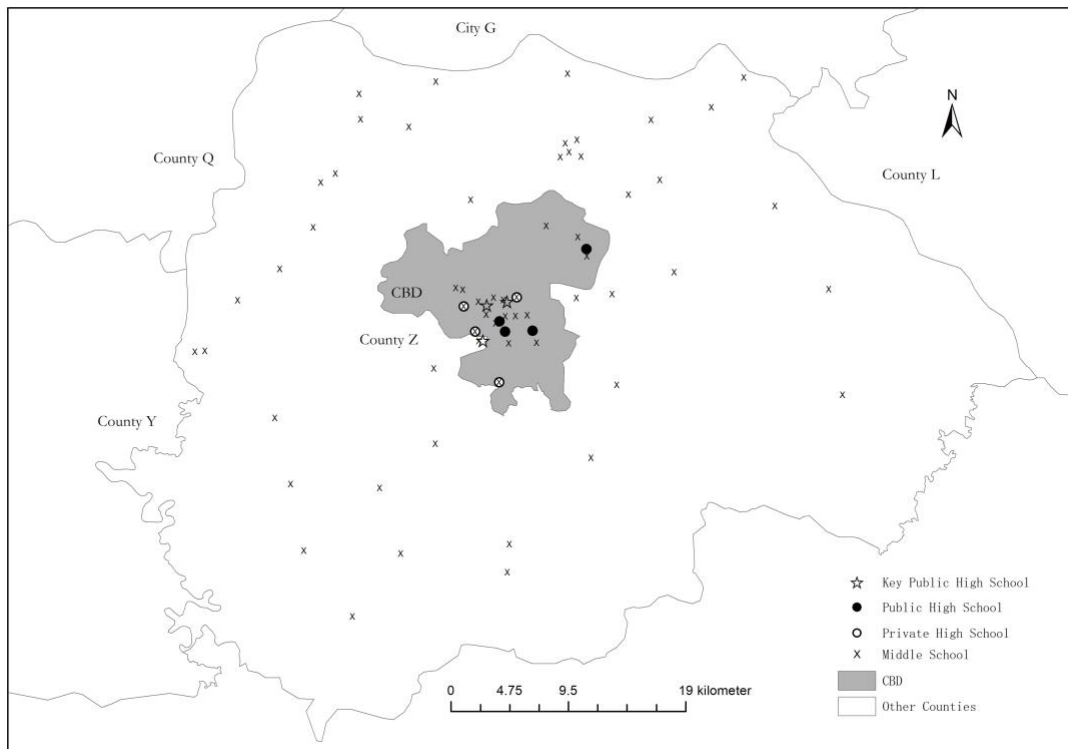 City G
N
County Q
County L
CBD
County Z
County Y
Key Public High School
Public High School
Private High School
x Middle School
CBD
Other Counties
0 4.75 9.5 19 kilometer